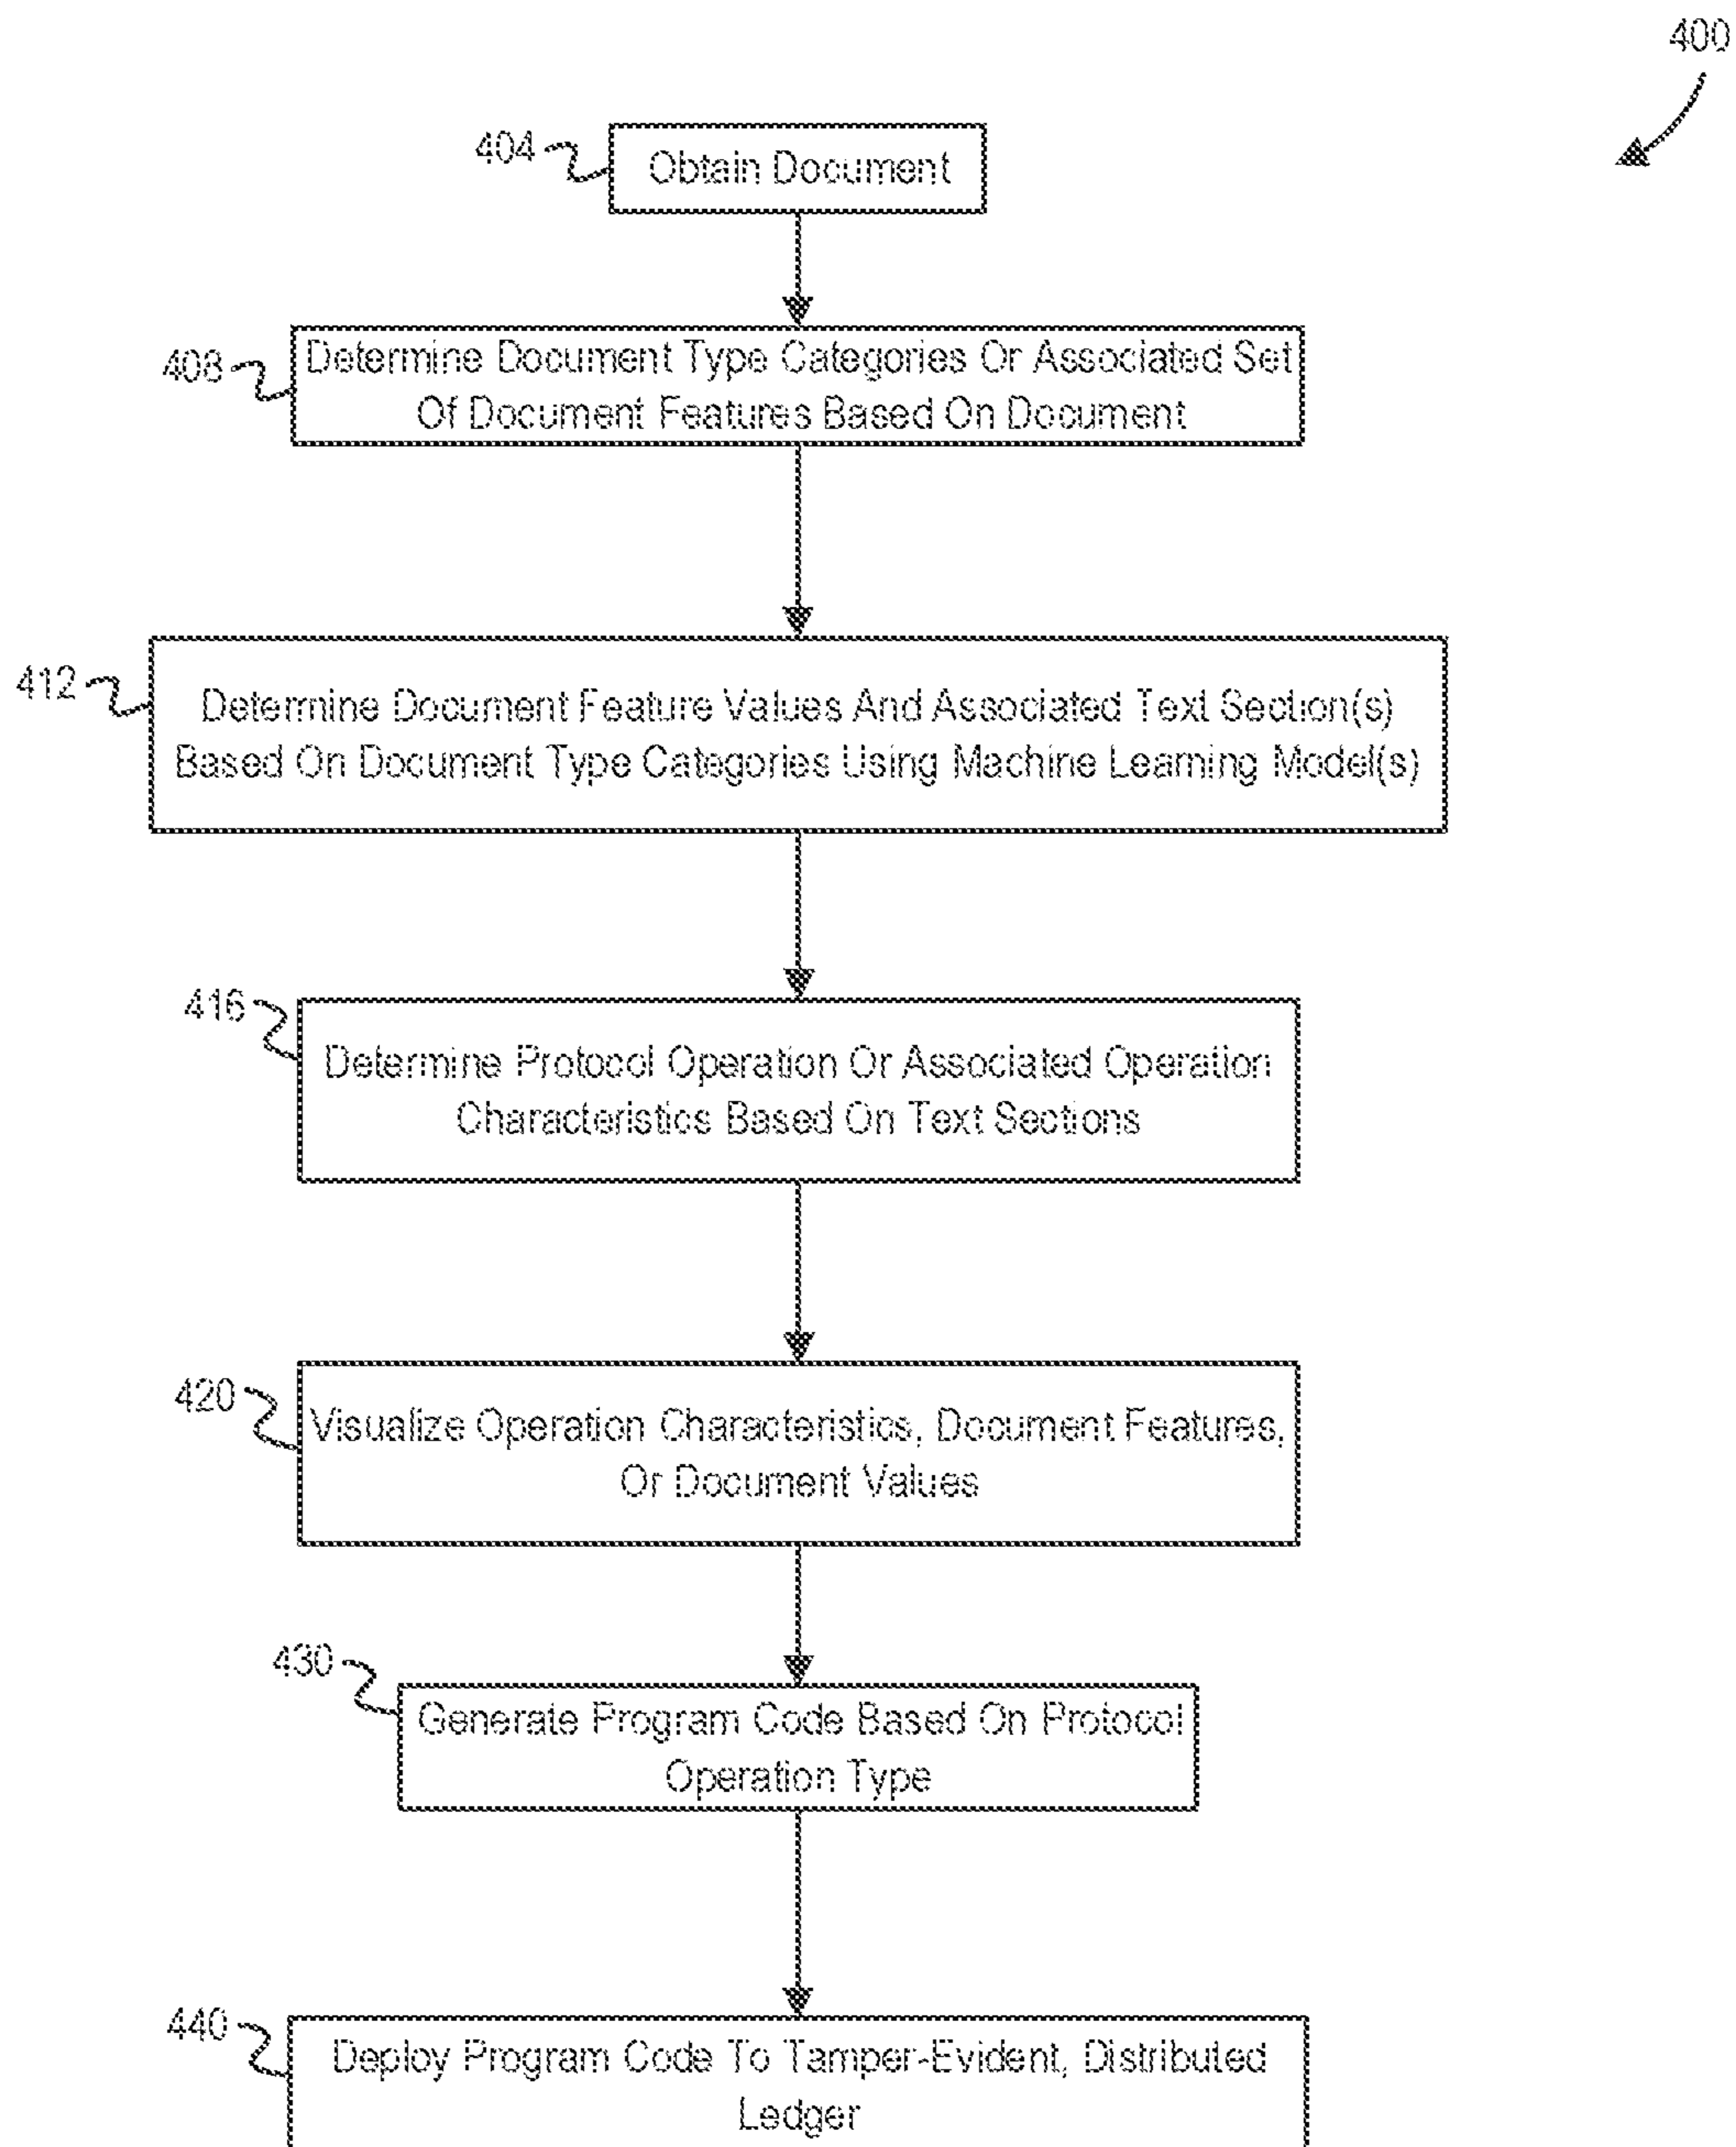 400
404
Obtain Document
408
Determine Document Type Categories Or Associated Set
Of Document Features Based On Document
412
Determine Document Feature Values And Associated Text Section(s)
Based On Document Type Categories Using Machine Learning Model(s)
416
Determine Protocol Operation Or Associated Operation
Characteristics Based On Text Sections
420
Visualize Operation Characteristics, Document Features,
Or Document Values
430
Generate Program Code Based On Protocol
Operation Type
440
Deploy Program Code To Tamper-Evident, Distributed
Ledger